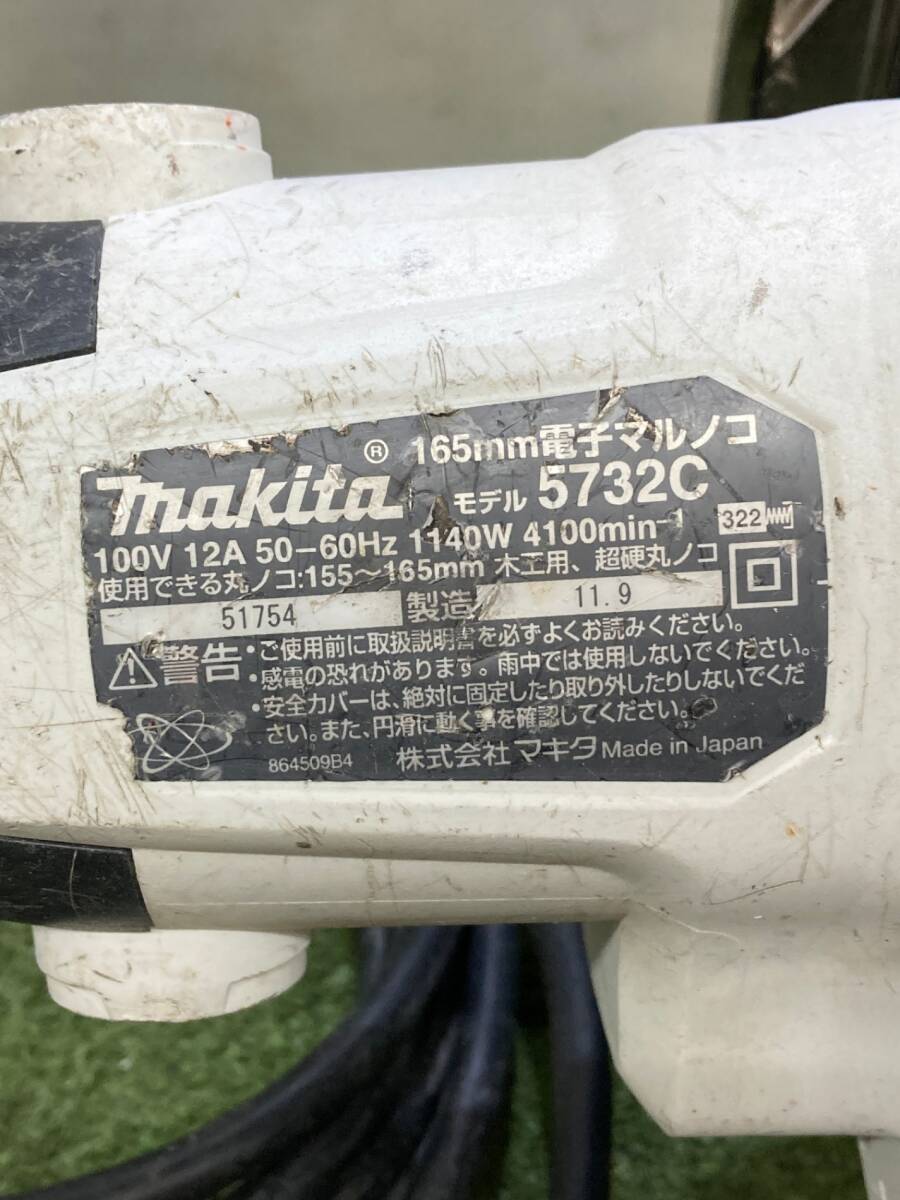 165mm電子マルノコ
makita® モデル 5732C
100V 12A 50-60Hz 1140W 4100min⁻¹ 322
使用できる丸ノコ:155~165mm 木工用、超硬丸ノコ
51754 製造 11.9
警告・ご使用前に取扱説明書を必ずよくお読みください。
・感電の恐れがあります。雨中では使用しないでください。
・安全カバーは、絶対に固定したり取り外したりしないでくだ
さい。また、円滑に動く事を確認してください。
864509B4 株式会社 マキタ Made in Japan